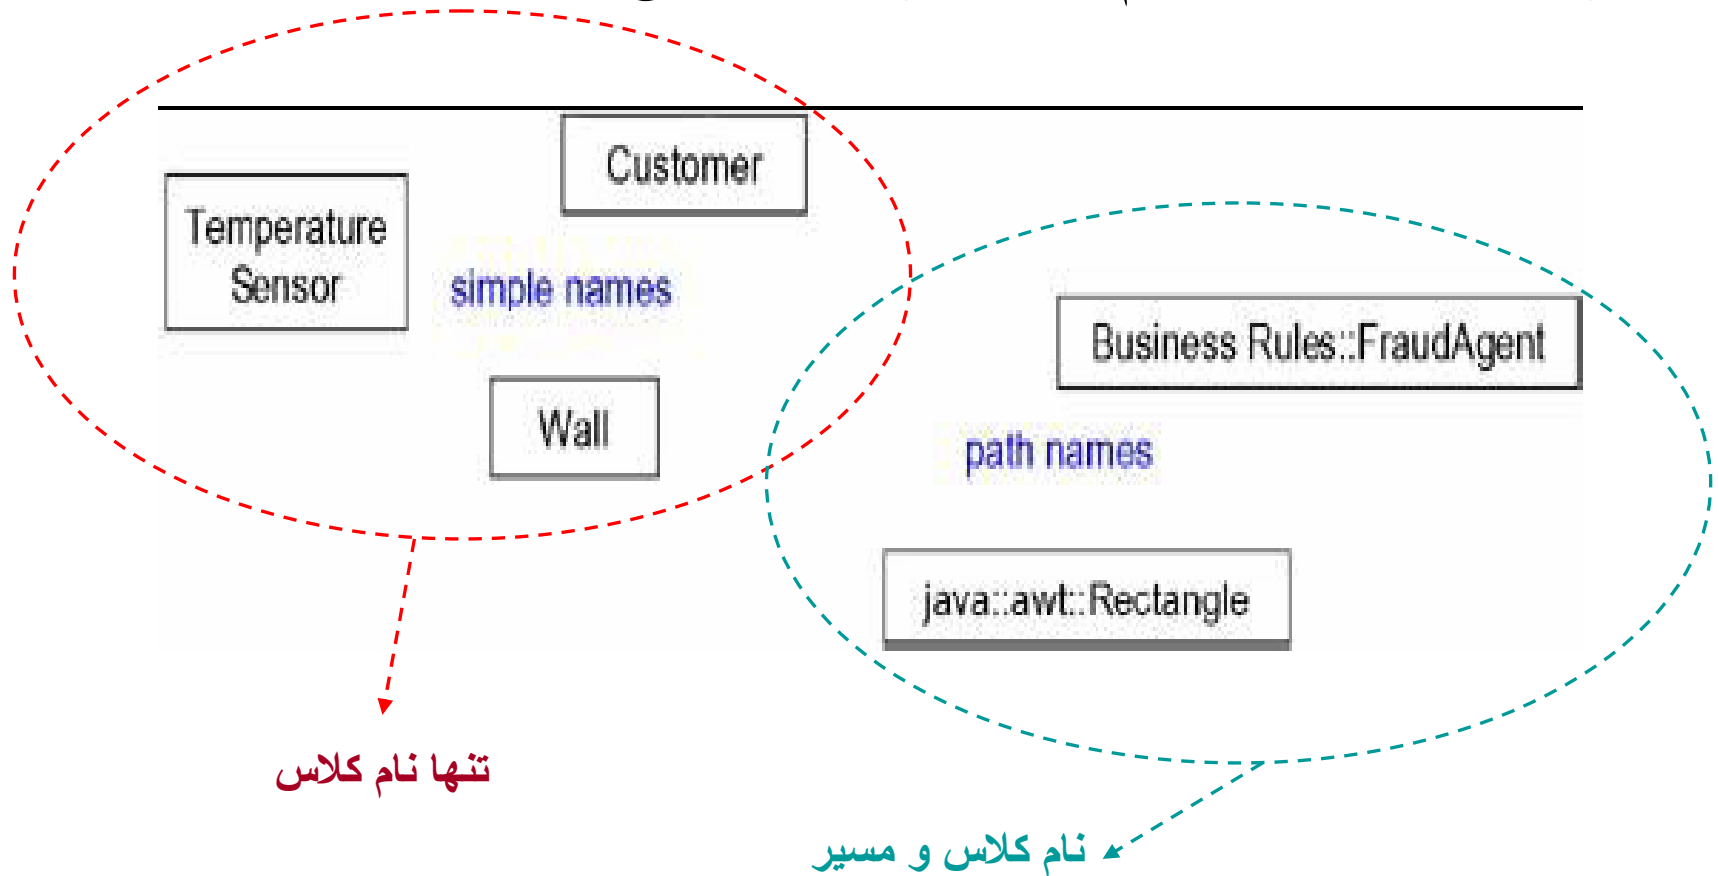 Customer
Temperature
Sensor
simple names
Business Rules::FraudAgent
Wall
path names
java::awt::Rectangle
تنها نام کلاس
نام کلاس و مسیر